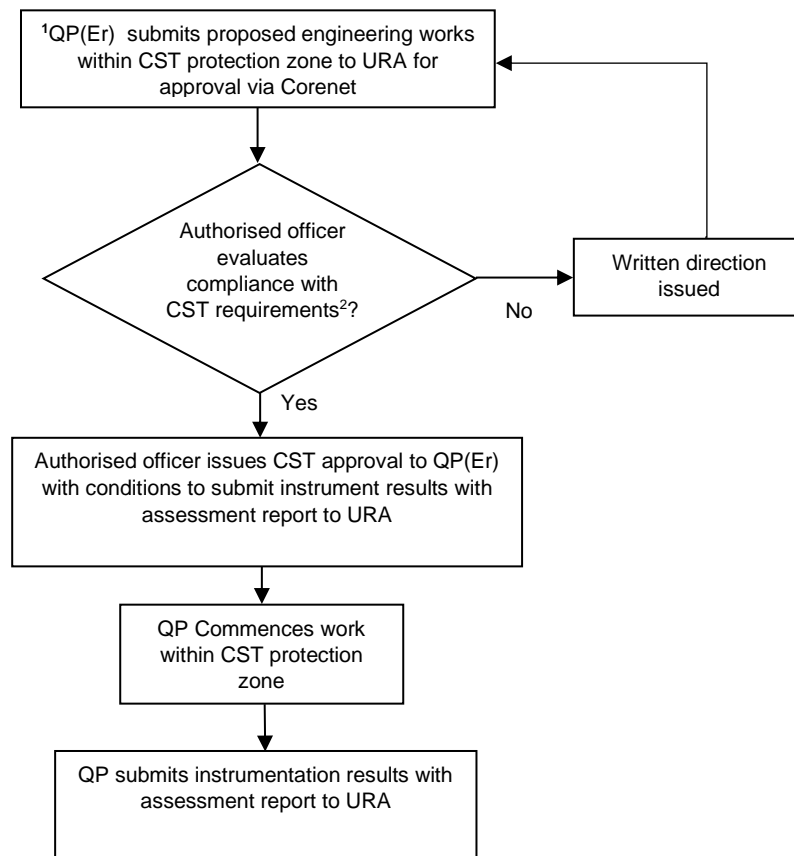 ¹QP(Er)  submits proposed engineering works
within CST protection zone to URA for
approval via Corenet
Authorised officer
evaluates
compliance with
CST requirements²?
Written direction
issued
No
Yes
Authorised officer issues CST approval to QP(Er)
with conditions to submit instrument results with
assessment report to URA
QP Commences work
within CST protection
zone
QP submits instrumentation results with
assessment report to URA